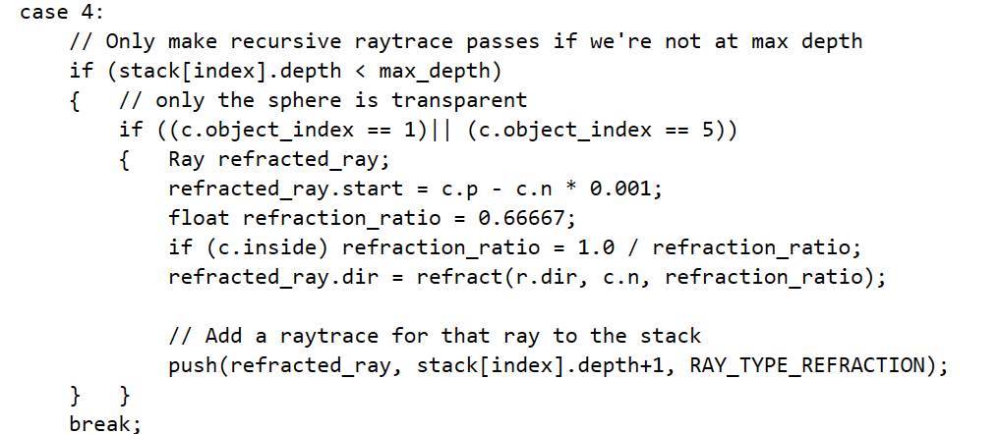 case 4:
    // Only make recursive raytrace passes if we're not at max depth
    if (stack[index].depth < max_depth)
    {   // only the sphere is transparent
        if ((c.object_index == 1)|| (c.object_index == 5))
        {   Ray refracted_ray;
            refracted_ray.start = c.p - c.n * 0.001;
            float refraction_ratio = 0.66667;
            if (c.inside) refraction_ratio = 1.0 / refraction_ratio;
            refracted_ray.dir = refract(r.dir, c.n, refraction_ratio);

            // Add a raytrace for that ray to the stack
            push(refracted_ray, stack[index].depth+1, RAY_TYPE_REFRACTION);
    }   }
    break;